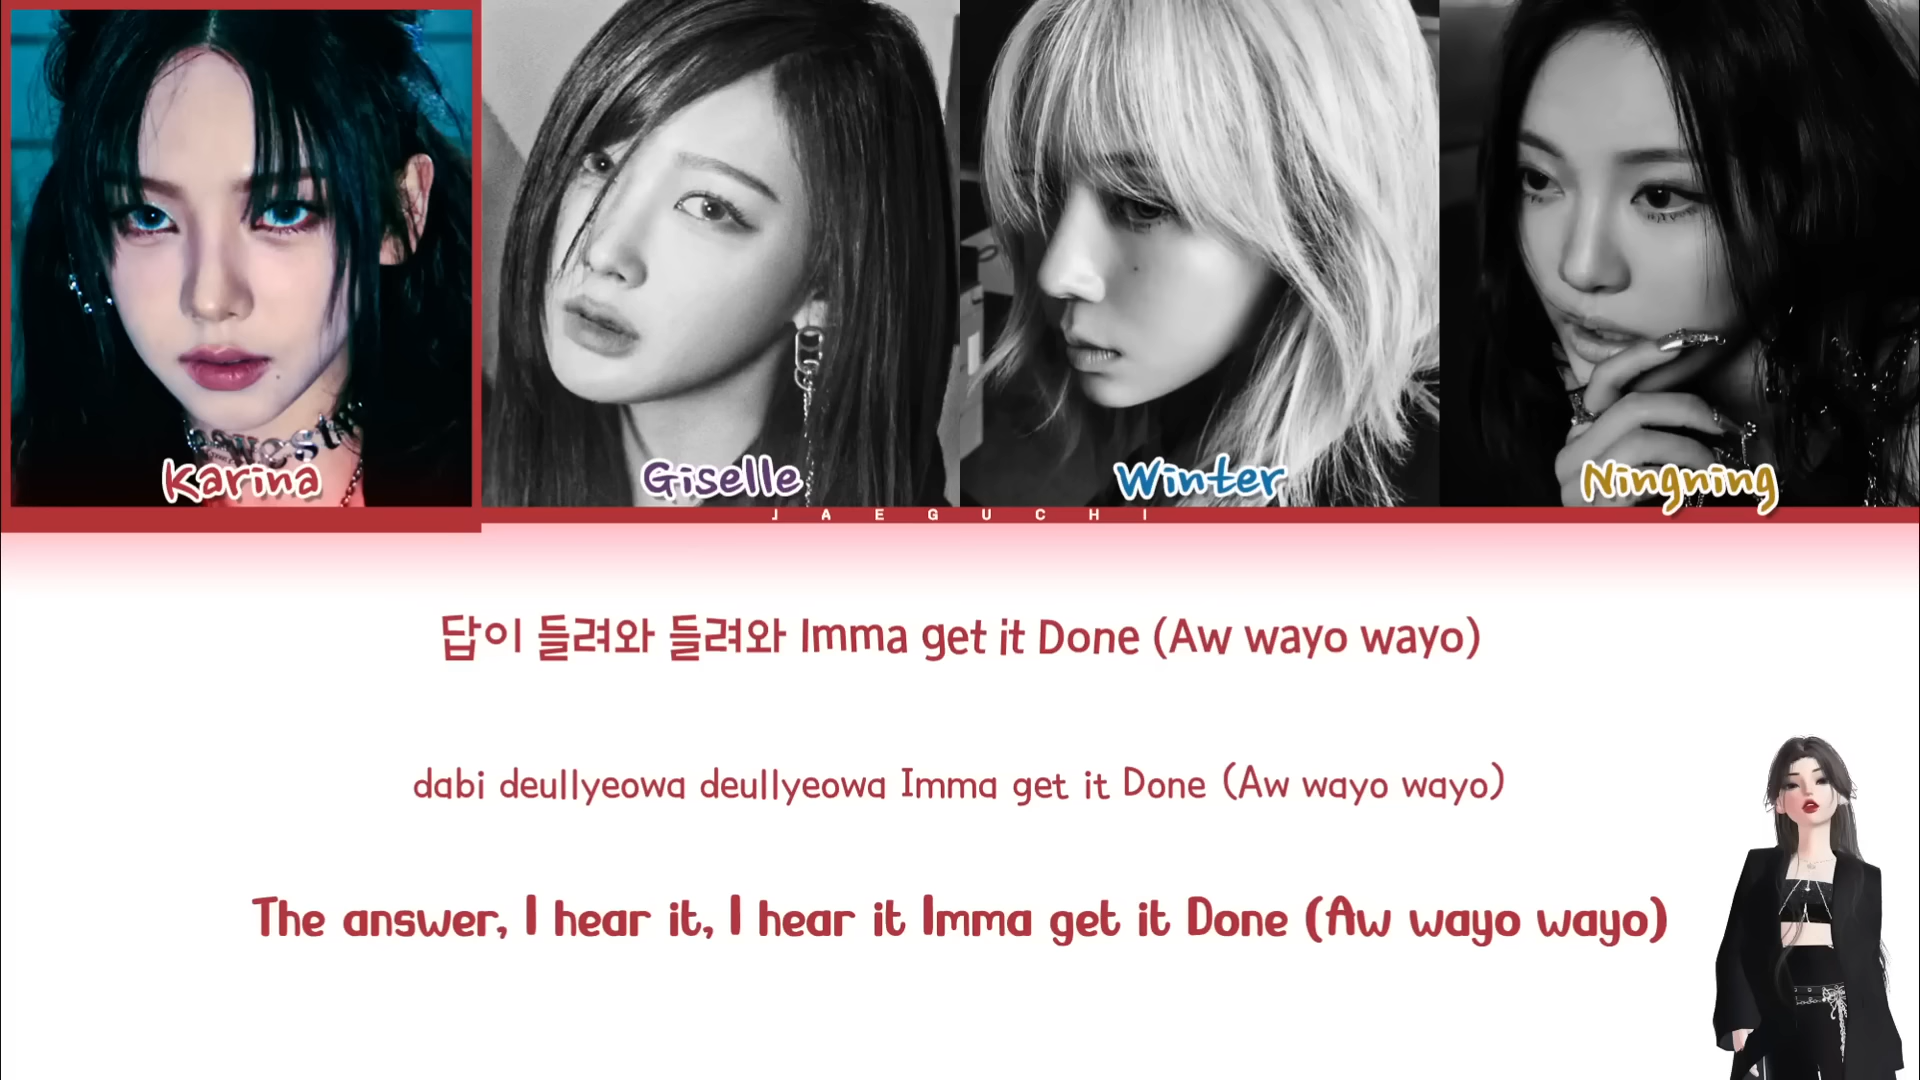 Karina
Giselle
Winter
Ningning
JAEGUCHI
답이 들려와 들려와 Imma get it Done (Aw wayo wayo)
dabi deullyeowa deullyeowa Imma get it Done (Aw wayo wayo)
The answer, I hear it, I hear it Imma get it Done (Aw wayo wayo)